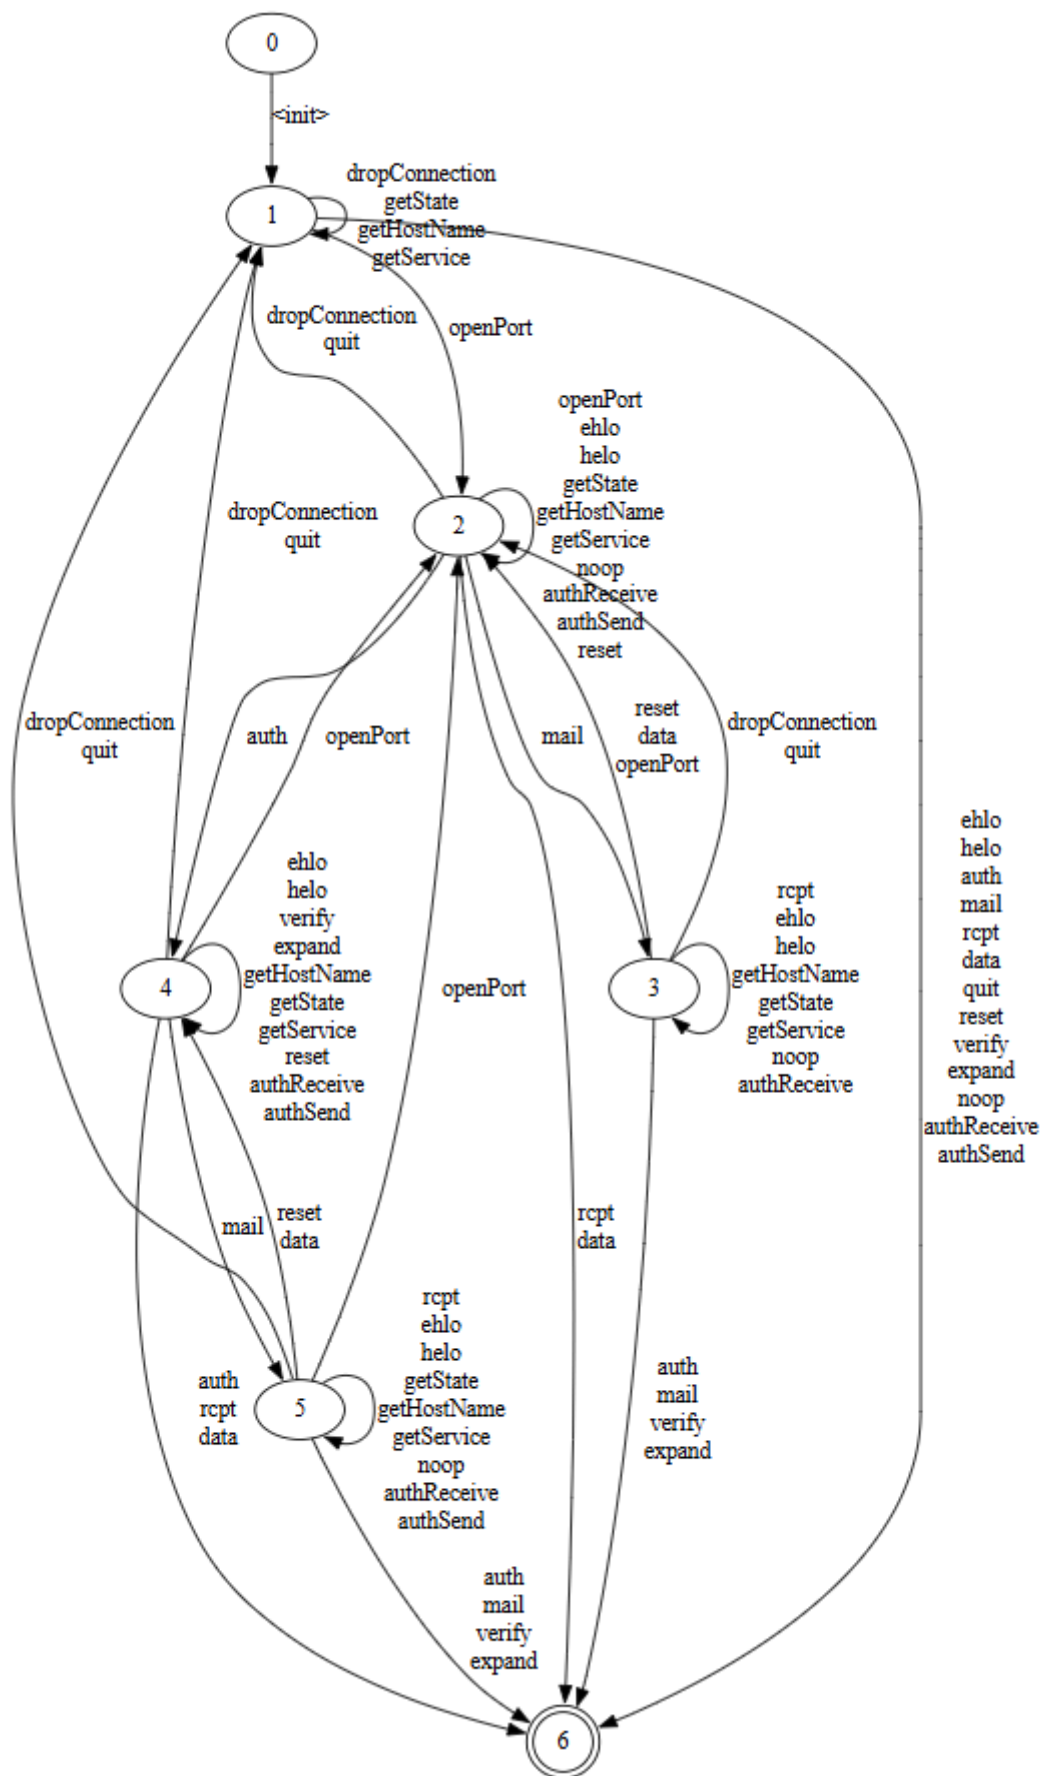 0
<init>
1
dropConnection
getState
getHostName
getService
dropConnection
quit
openPort
openPort
ehlo
helo
getState
getHostName
getService
noop
authReceive
authSend
reset
2
dropConnection
quit
dropConnection
quit
auth
openPort
mail
reset
data
openPort
dropConnection
quit
ehlo
helo
auth
mail
rcpt
data
quit
reset
verify
expand
noop
authReceive
authSend
4
ehlo
helo
verify
expand
getHostName
getState
getService
reset
authReceive
authSend
openPort
3
rcpt
ehlo
helo
getHostName
getState
getService
noop
authReceive
mail
reset
data
rcpt
data
auth
rcpt
data
5
rcpt
ehlo
helo
getState
getHostName
getService
noop
authReceive
authSend
auth
mail
verify
expand
auth
mail
verify
expand
6